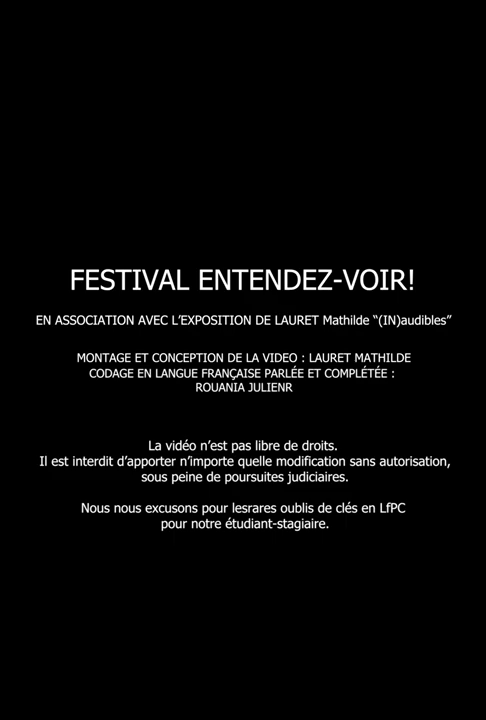 FESTIVAL ENTENDEZ-VOIR!
EN ASSOCIATION AVEC L'EXPOSITION DE LAURET Mathilde "(IN)audibles"
MONTAGE ET CONCEPTION DE LA VIDEO : LAURET MATHILDE
CODAGE EN LANGUE FRANÇAISE PARLÉE ET COMPLÉTÉE :
ROUANIA JULIENR
La vidéo n'est pas libre de droits.
Il est interdit d'apporter n'importe quelle modification sans autorisation,
sous peine de poursuites judiciaires.
Nous nous excusons pour lesrares oublis de clés en LfPC
pour notre étudiant-stagiaire.